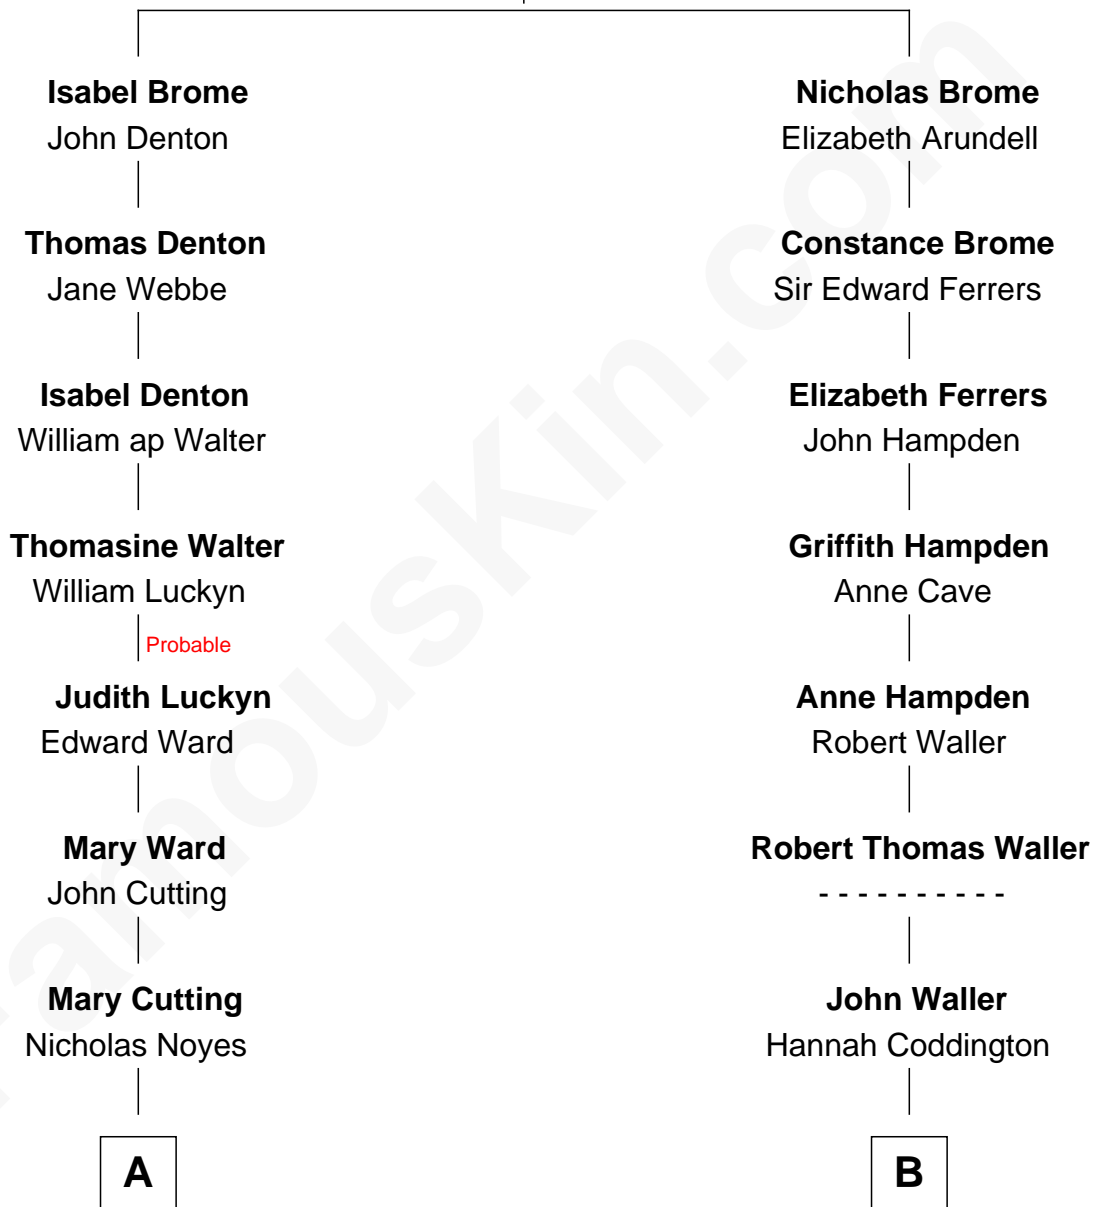 Isabel Brome
John Denton
Nicholas Brome
Elizabeth Arundell
Thomas Denton
Jane Webbe
Constance Brome
Sir Edward Ferrers
Isabel Denton
William ap Walter
Elizabeth Ferrers
John Hampden
Thomasine Walter
William Luckyn
Probable
Griffith Hampden
Anne Cave
Judith Luckyn
Edward Ward
Anne Hampden
Robert Waller
Mary Ward
John Cutting
Robert Thomas Waller
- - - - - - - - - -
Mary Cutting
Nicholas Noyes
John Waller
Hannah Coddington
A
B
FamousKin.com